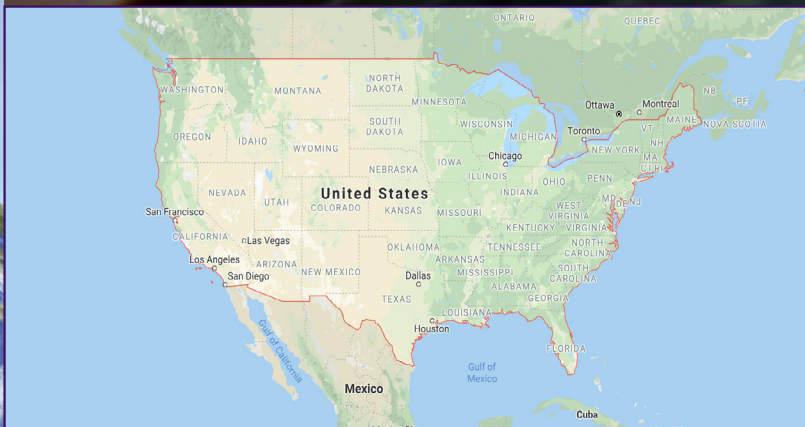 ONTARIO
QUEBEC
WASHINGTON
MONTANA
NORTH
DAKOTA
MINNESOTA
Ottawa
Montreal
NB
PE
NOVA SCOTIA
MAINE
VT
NH
Toronto
OREGON
IDAHO
WYOMING
SOUTH
DAKOTA
WISCONSIN
MICHIGAN
NEW YORK
MA
CT
RI
Chicago
IOWA
NEBRASKA
ILLINOIS
INDIANA
OHIO
PENN
NEVADA
UTAH
United States
COLORADO
KANSAS
MISSOURI
WEST
VIRGINIA
MD
DE
NJ
KENTUCKY
VIRGINIA
San Francisco
CALIFORNIA
Las Vegas
Los Angeles
San Diego
ARIZONA
NEW MEXICO
OKLAHOMA
ARKANSAS
TENNESSEE
NORTH
CAROLINA
Dallas
MISSISSIPPI
SOUTH
CAROLINA
ALABAMA
GEORGIA
TEXAS
LOUISIANA
Houston
FLORIDA
Gulf of California
Gulf of
Mexico
Mexico
Cuba